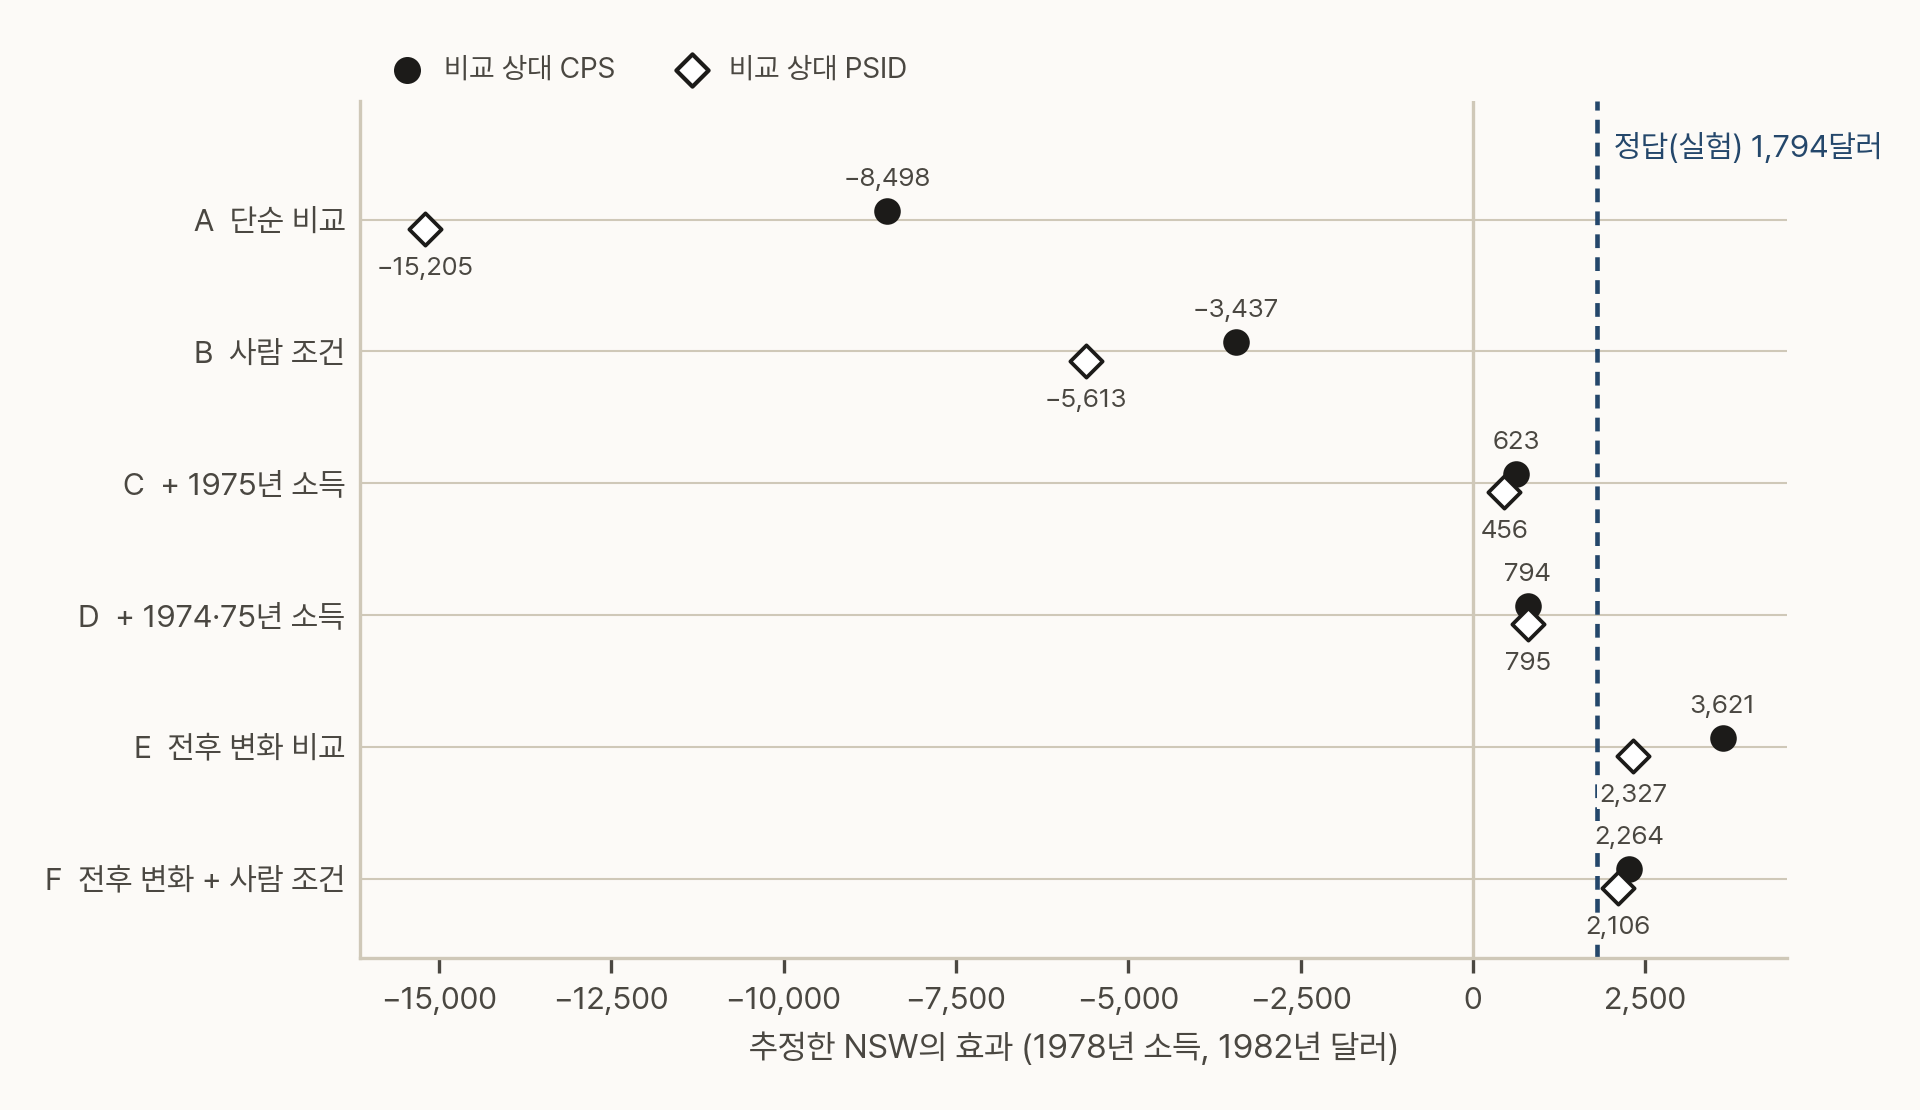 비교 상대 CPS
비교 상대 PSID
정답(실험) 1,794달러
−8,498
A 단순 비교
−15,205
−3,437
B 사람 조건
−5,613
623
C + 1975년 소득
456
794
D + 1974·75년 소득
795
3,621
E 전후 변화 비교
2,327
2,264
F 전후 변화 + 사람 조건
2,106
−15,000 −12,500 −10,000 −7,500 −5,000 −2,500 0 2,500
추정한 NSW의 효과 (1978년 소득, 1982년 달러)